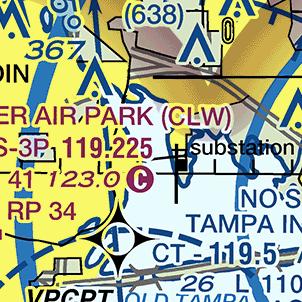 (638)
367
DIN
ER AIR PARK (CLW)
S-3P 119.225
substation
41 123.0 C
NO S
RP 34
TAMPA IN
CT - 119.5
26 L 110
VPCPT OLD TAMPA